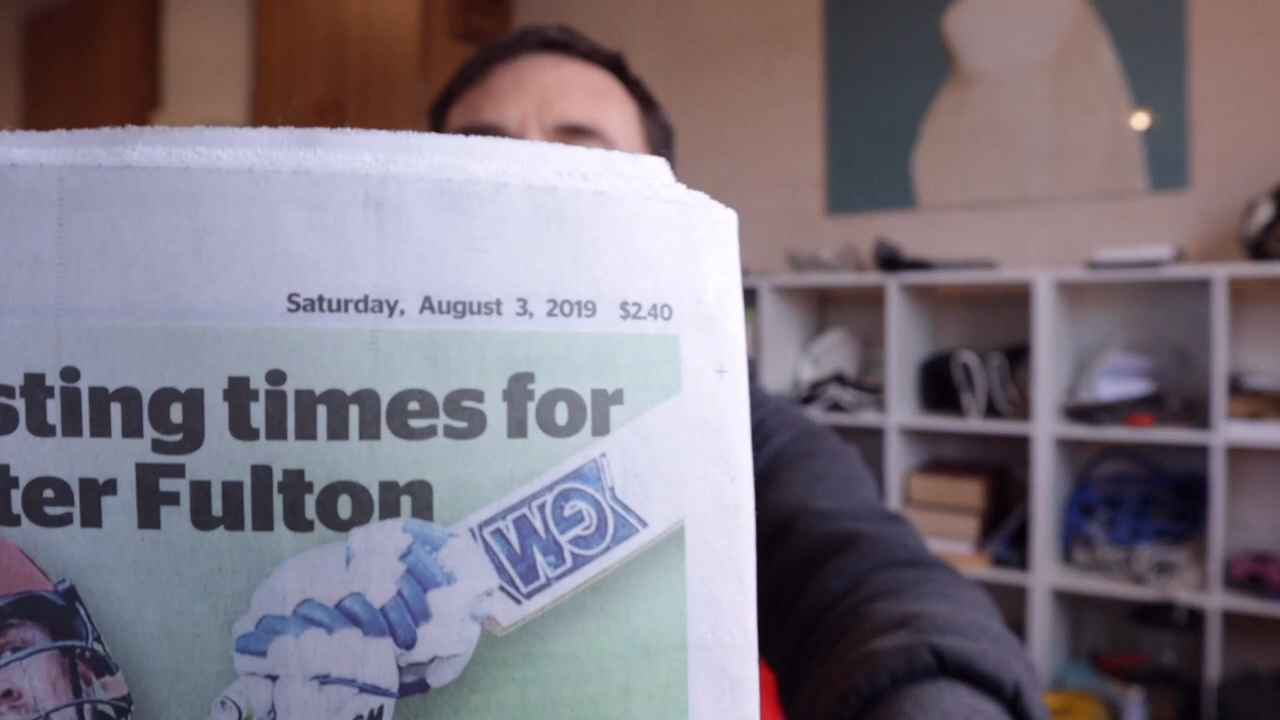 Saturday, August 3, 2019 $2.40
sting times for
ter Fulton
GM